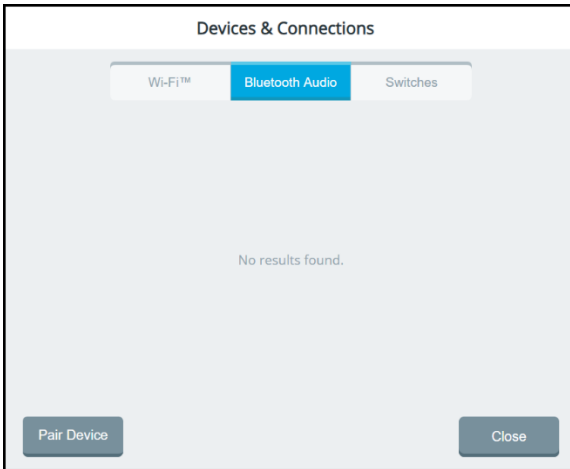 Devices & Connections
Wi-Fi™ Bluetooth Audio Switches
No results found.
Pair Device Close